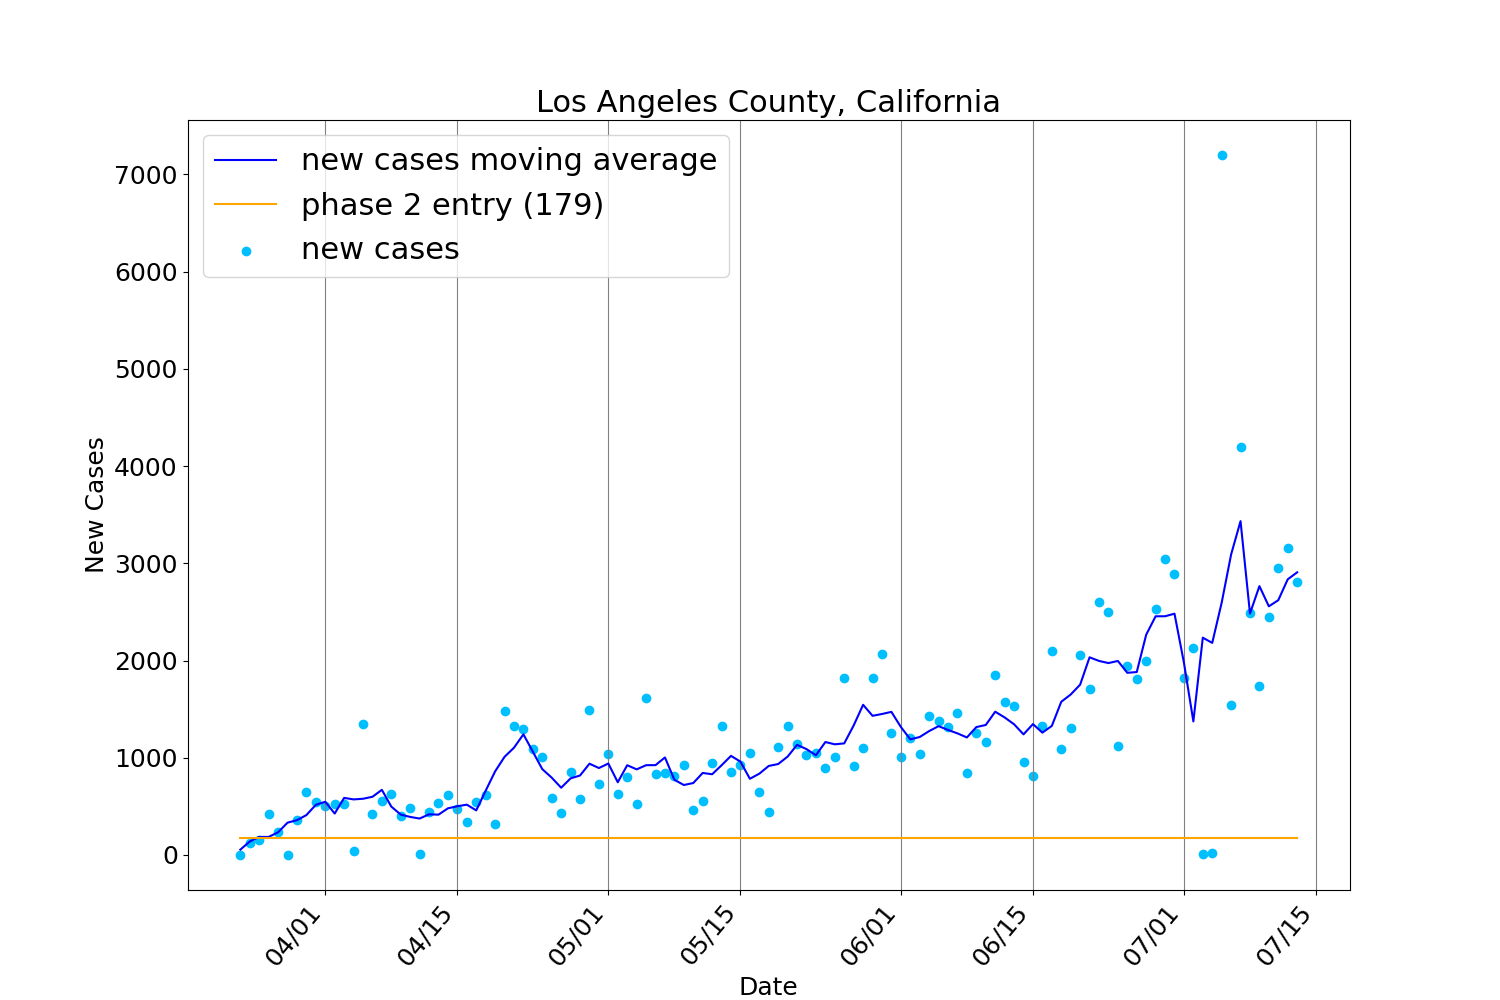 Los Angeles County, California
new cases moving average
phase 2 entry (179)
new cases
7000
6000
5000
4000
3000
2000
1000
0
New Cases
04/01
04/15
05/01
05/15
06/01
06/15
07/01
07/15
Date